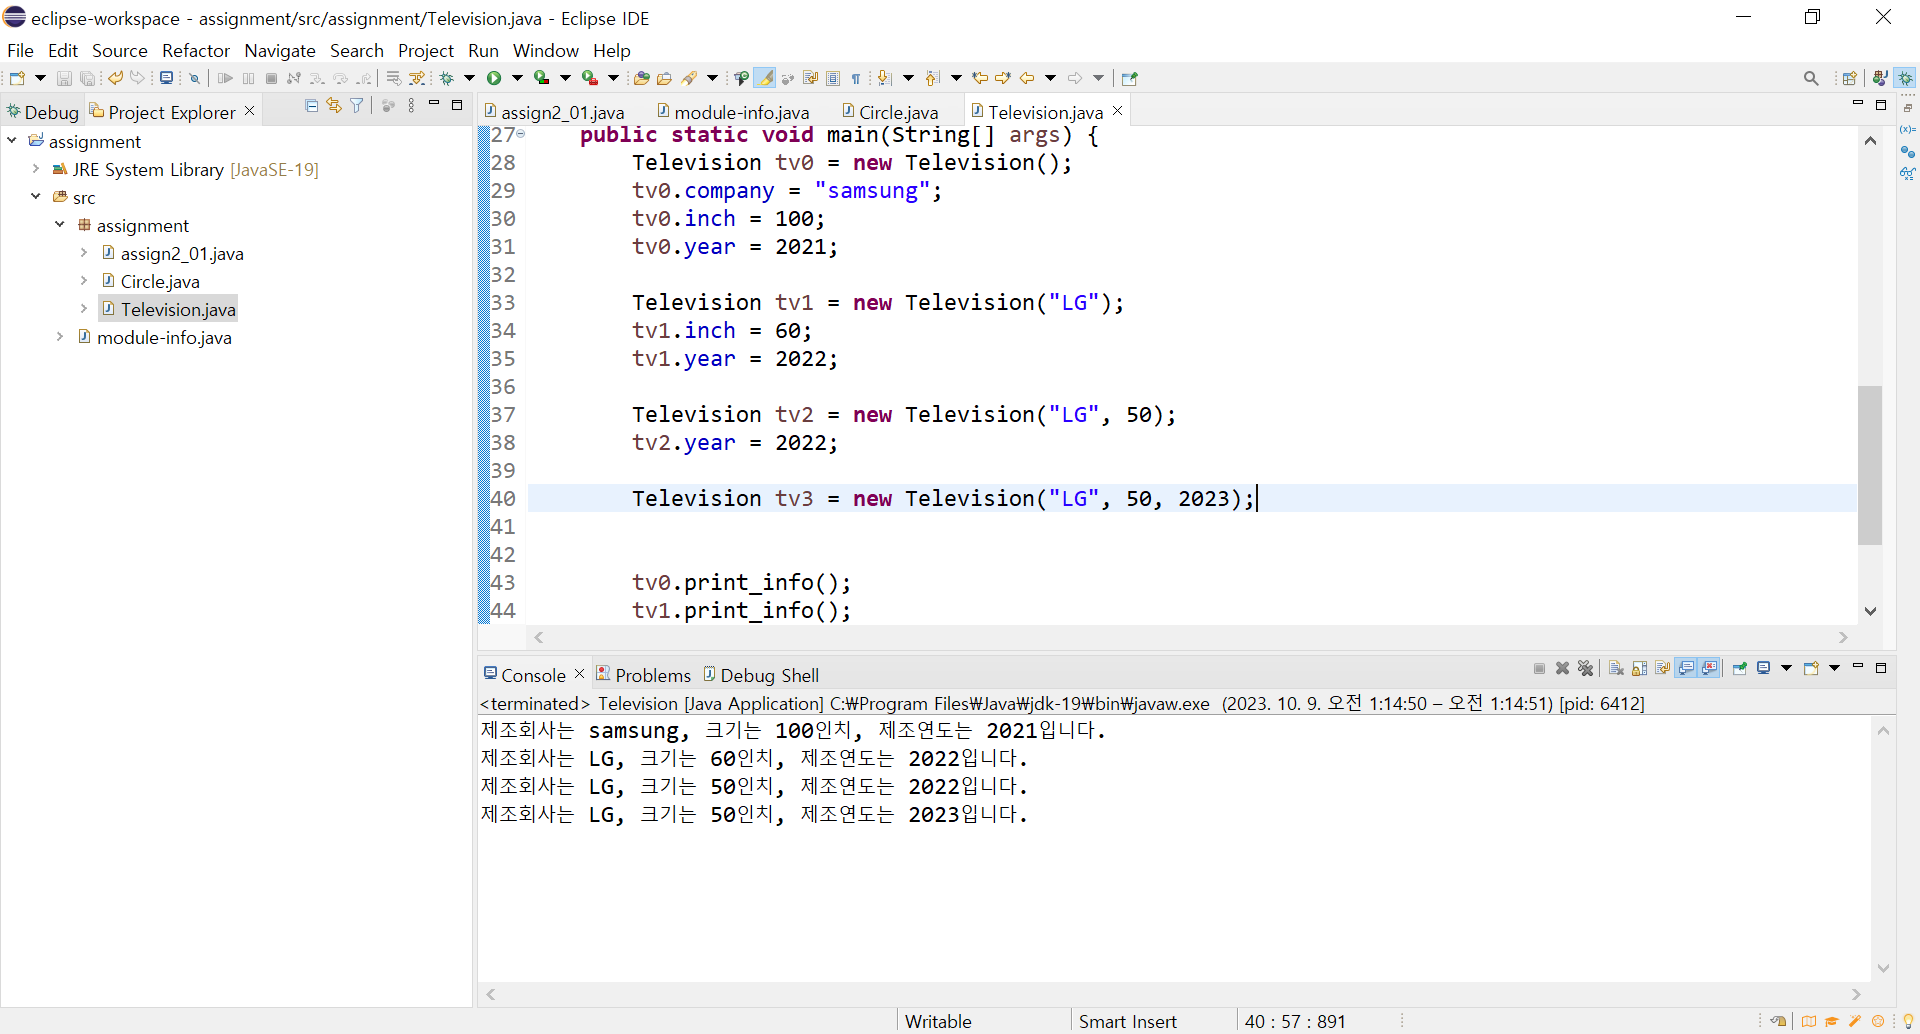 eclipse-workspace - assignment/src/assignment/Television.java - Eclipse IDE
File Edit Source Refactor Navigate Search Project Run Window Help
Debug Project Explorer
assignment
JRE System Library [JavaSE-19]
src
assignment
assign2_01.java
Circle.java
Television.java
module-info.java
assign2_01.java module-info.java Circle.java Television.java
27 public static void main(String[] args) {
28 Television tv0 = new Television();
29 tv0.company = "samsung";
30 tv0.inch = 100;
31 tv0.year = 2021;
32
33 Television tv1 = new Television("LG");
34 tv1.inch = 60;
35 tv1.year = 2022;
36
37 Television tv2 = new Television("LG", 50);
38 tv2.year = 2022;
39
40 Television tv3 = new Television("LG", 50, 2023);
41
42
43 tv0.print_info();
44 tv1.print_info();
Console Problems Debug Shell
<terminated> Television [Java Application] C:₩Program Files₩Java₩jdk-19₩bin₩javaw.exe (2023. 10. 9. 오전 1:14:50 – 오전 1:14:51) [pid: 6412]
제조회사는 samsung, 크기는 100인치, 제조연도는 2021입니다.
제조회사는 LG, 크기는 60인치, 제조연도는 2022입니다.
제조회사는 LG, 크기는 50인치, 제조연도는 2022입니다.
제조회사는 LG, 크기는 50인치, 제조연도는 2023입니다.
Writable Smart Insert 40 : 57 : 891